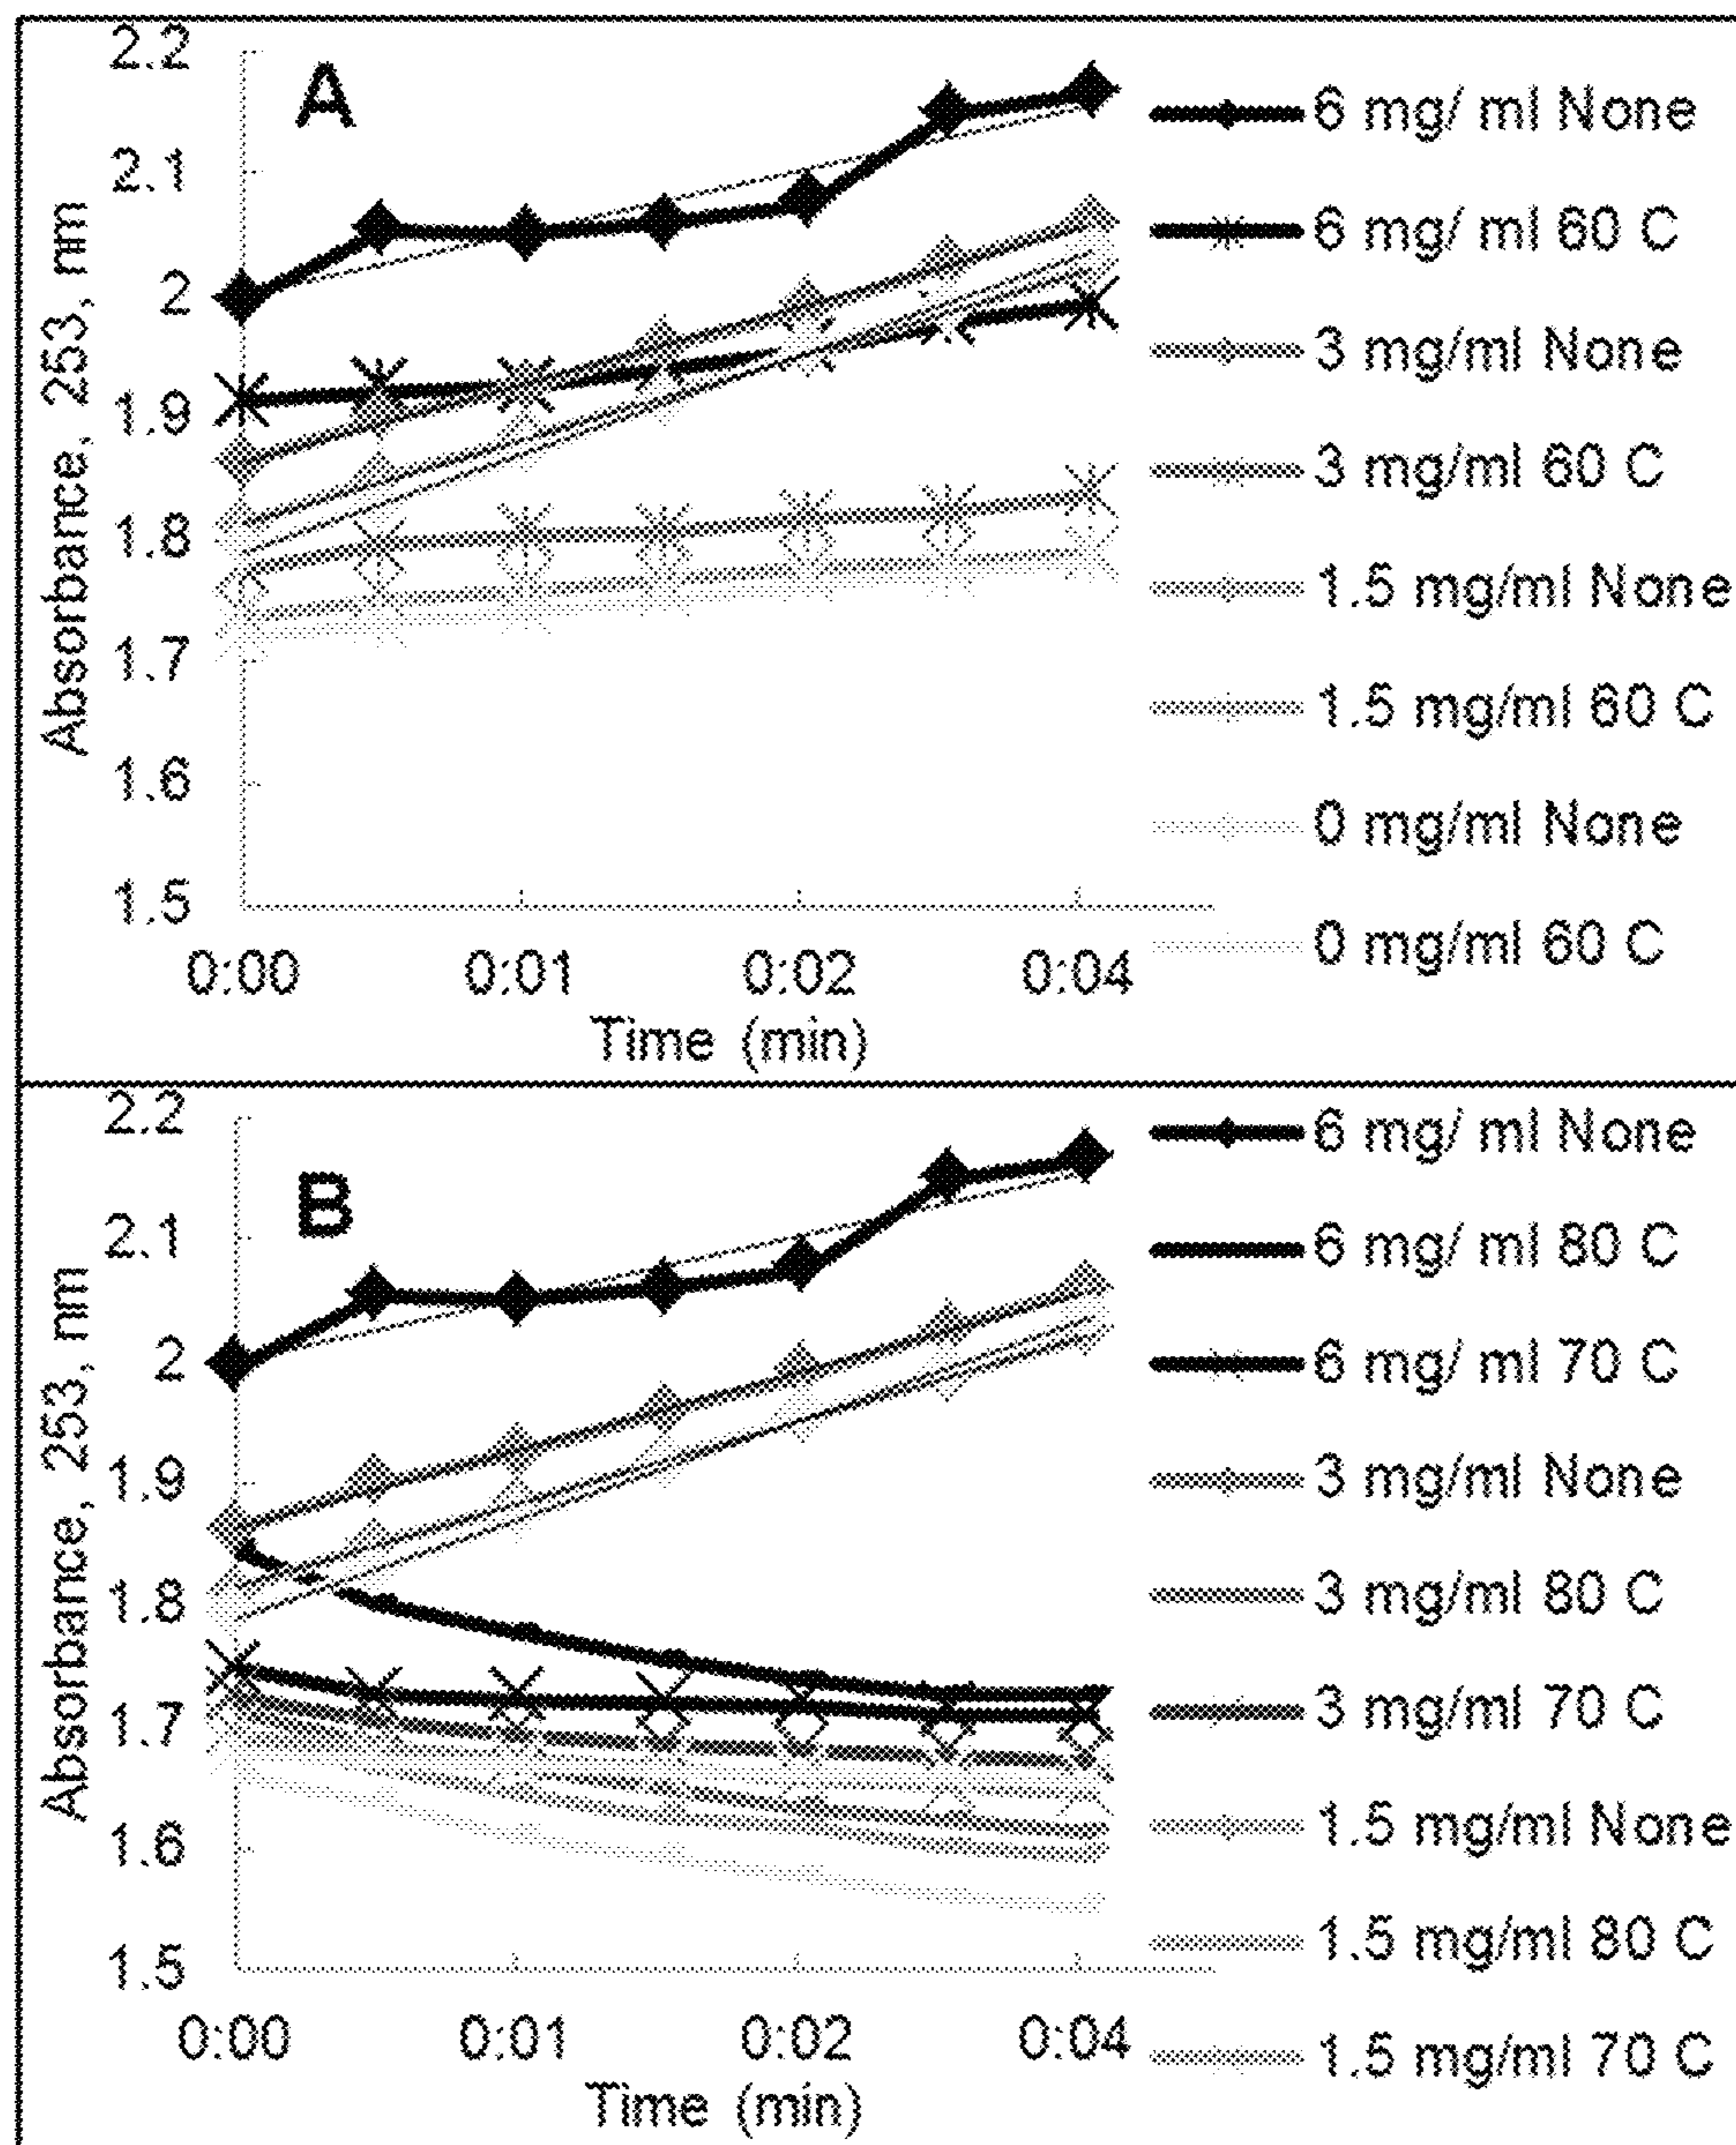 A
2.2
2.1
2
1.9
1.8
1.7
1.6
1.5
Absorbance, 253, nm
0:00 0:01 0:02 0:04
Time (min)
6 mg/ ml None
6 mg/ ml 60 C
3 mg/ml None
3 mg/ml 60 C
1.5 mg/ml None
1.5 mg/ml 60 C
0 mg/ml None
0 mg/ml 60 C
B
2.2
2.1
2
1.9
1.8
1.7
1.6
1.5
Absorbance, 253, nm
0:00 0:01 0:02 0:04
Time (min)
6 mg/ ml None
6 mg/ ml 80 C
6 mg/ ml 70 C
3 mg/ml None
3 mg/ml 80 C
3 mg/ml 70 C
1.5 mg/ml None
1.5 mg/ml 80 C
1.5 mg/ml 70 C